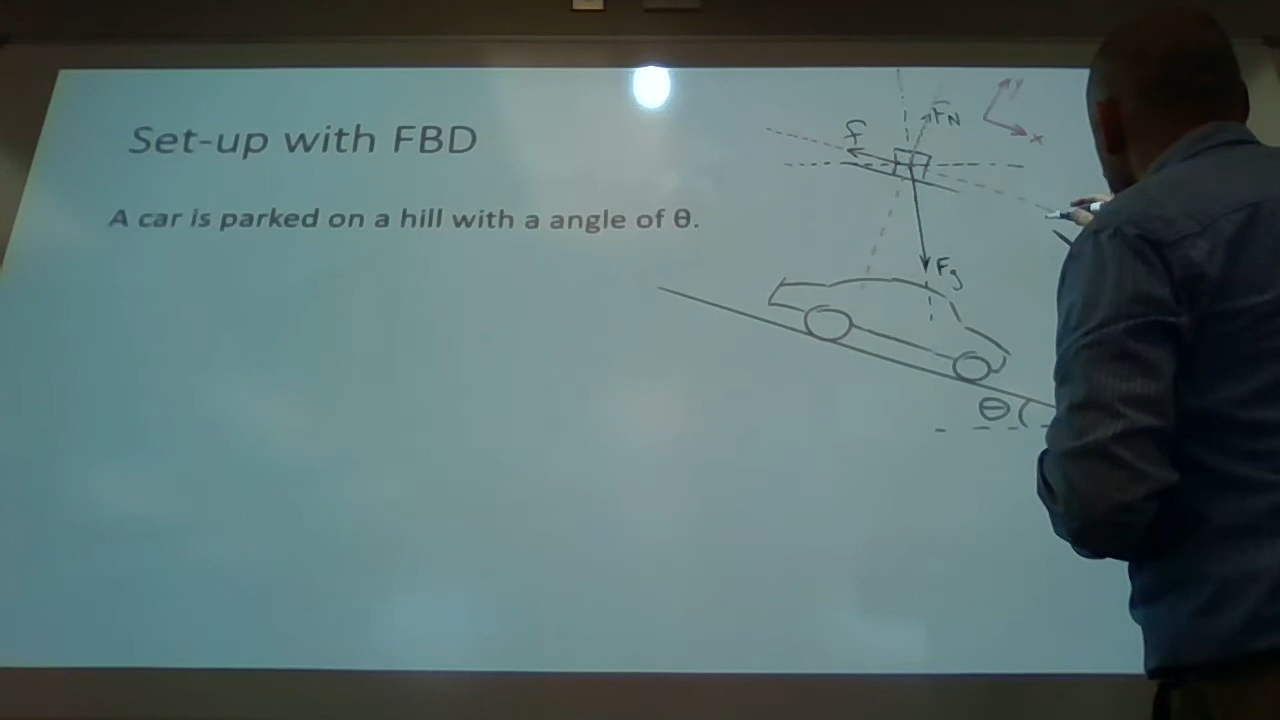 Set-up with FBD
A car is parked on a hill with a angle of θ.
y
x
FN
f
Fg
θ